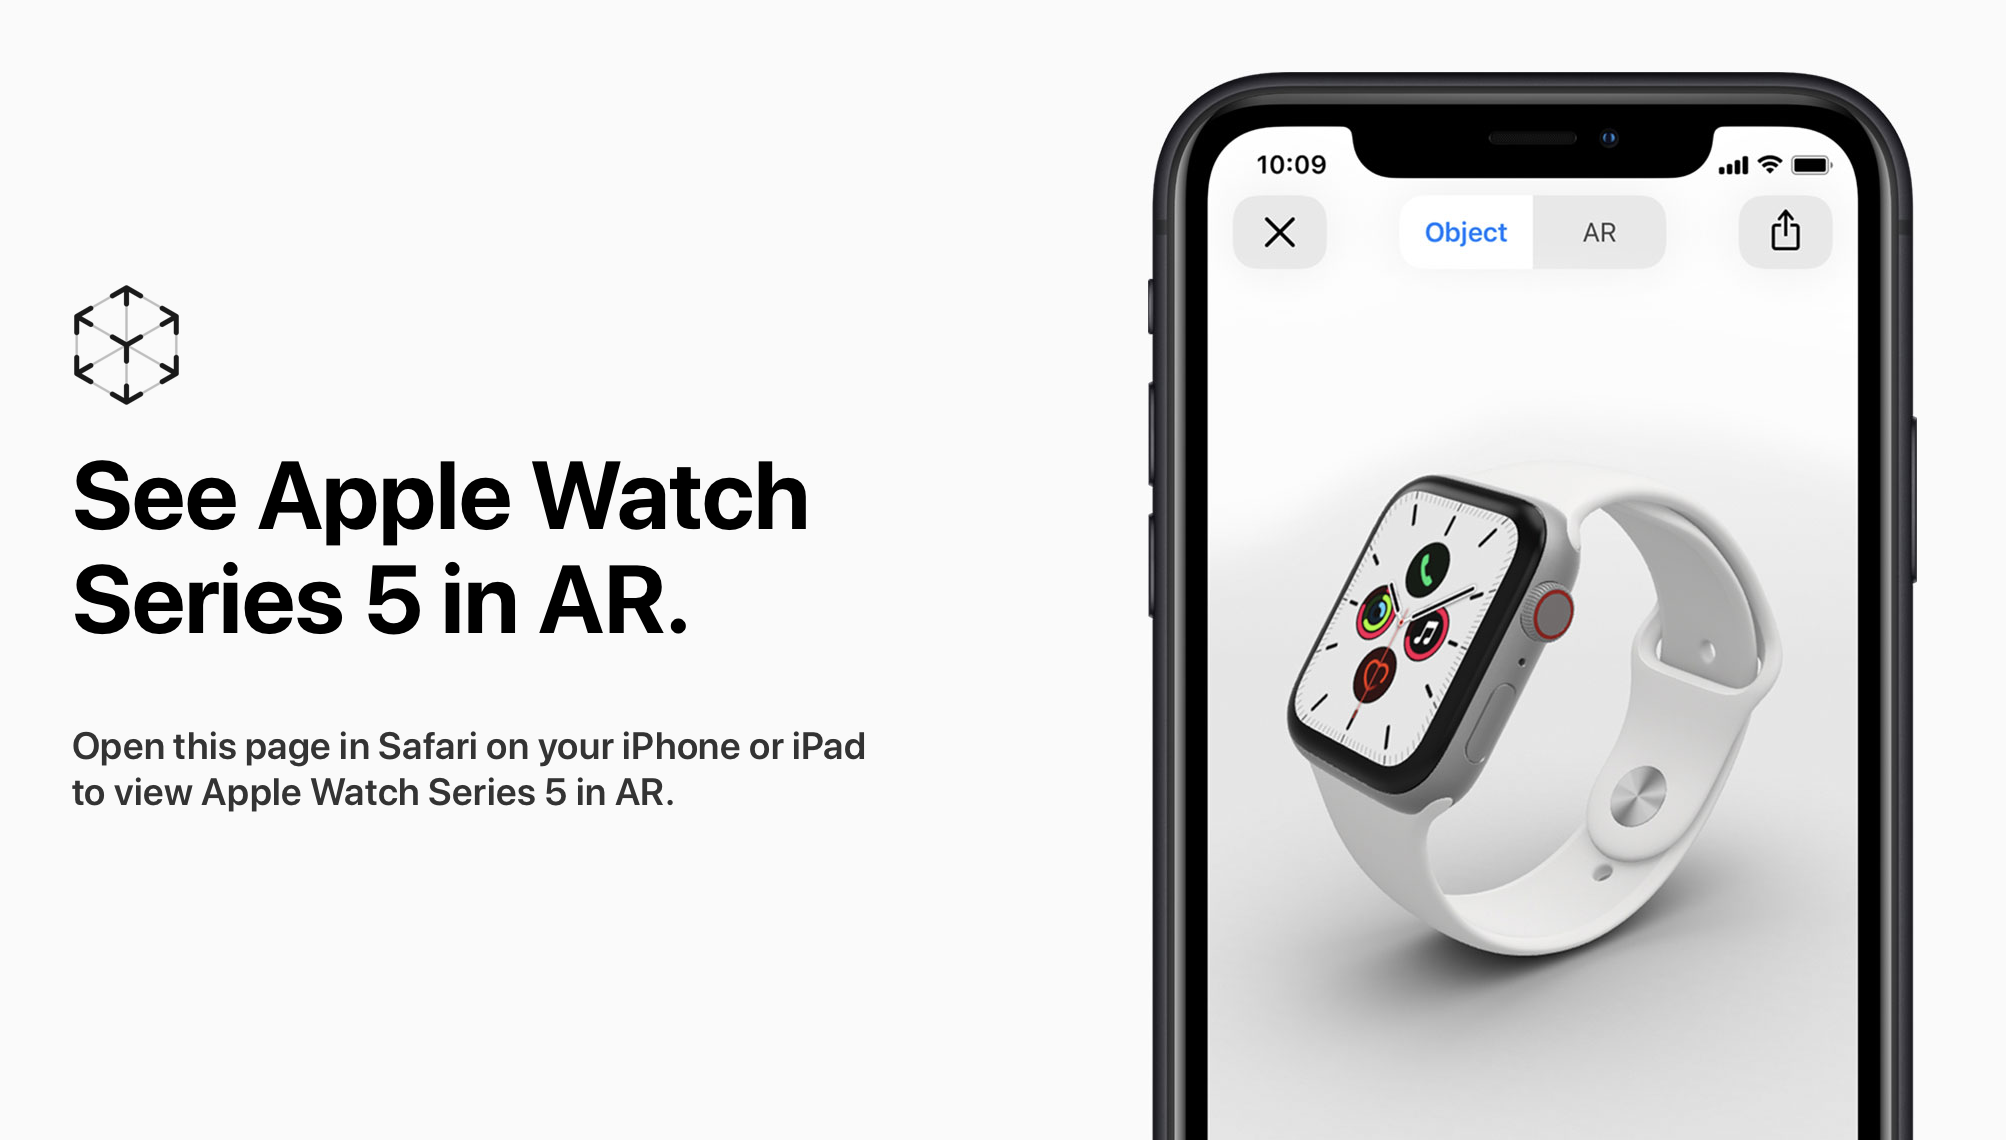 See Apple Watch
Series 5 in AR.
Open this page in Safari on your iPhone or iPad
to view Apple Watch Series 5 in AR.
10:09
Object AR